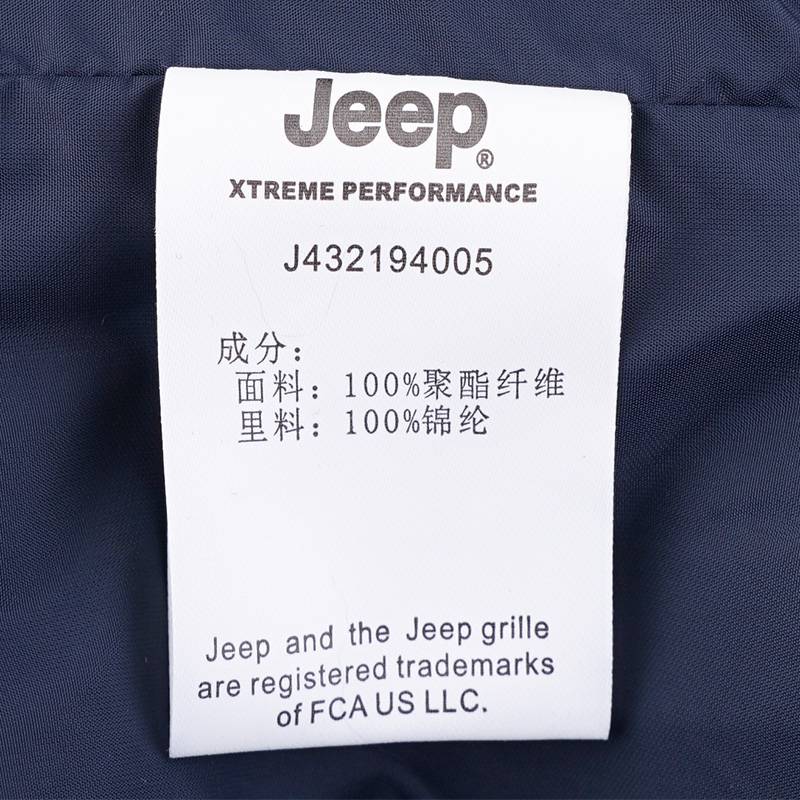 Jeep®
XTREME PERFORMANCE
J432194005
成分：
面料：100%聚酯纤维
里料：100%锦纶
Jeep and the Jeep grille
are registered trademarks
of FCA US LLC.